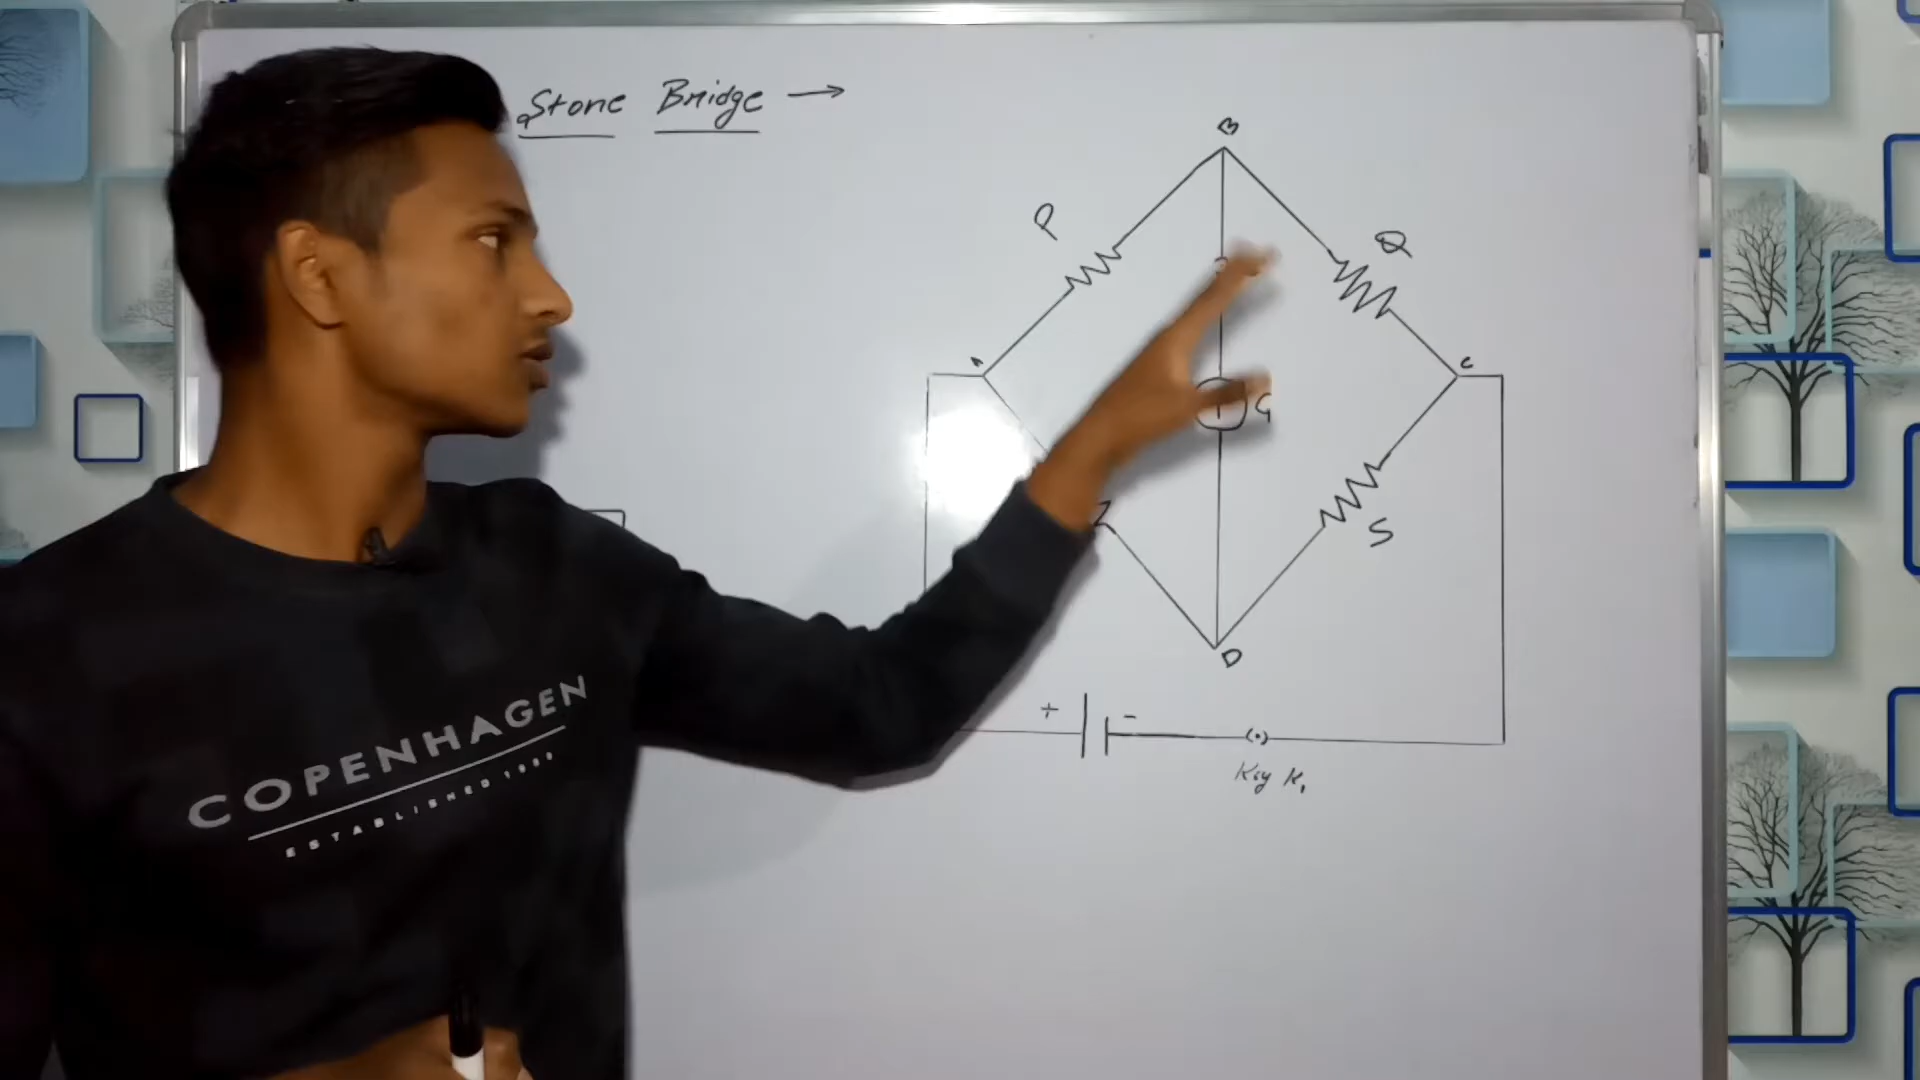 Stone Bridge →
B
P
Q
A
C
G
S
D
+ -
Key K₁
COPENHAGEN
ESTABLISHED